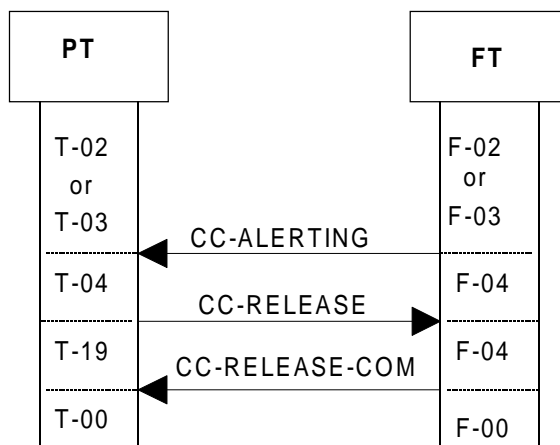 PT
FT
T-02
or
T-03
F-02
or
F-03
CC-ALERTING
T-04
F-04
CC-RELEASE
T-19
F-04
CC-RELEASE-COM
T-00
F-00